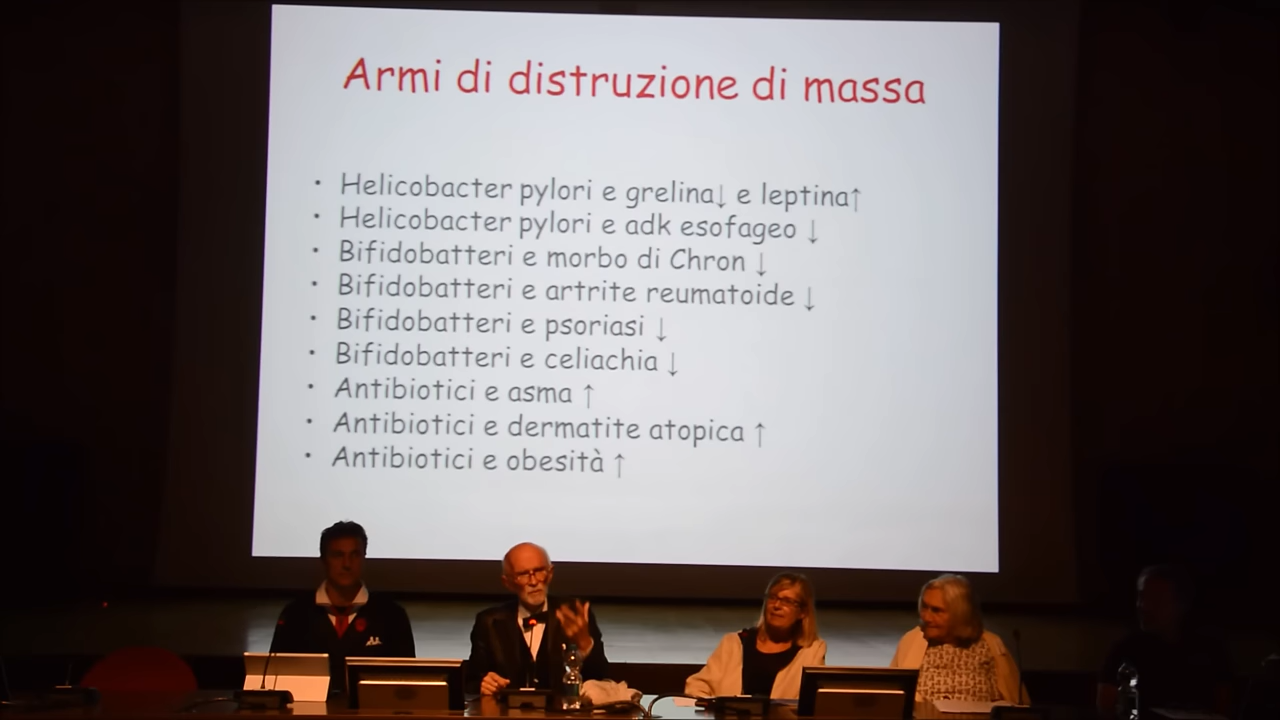 Armi di distruzione di massa
• Helicobacter pylori e grelina↓ e leptina↑
• Helicobacter pylori e adk esofageo ↓
• Bifidobatteri e morbo di Chron ↓
• Bifidobatteri e artrite reumatoide ↓
• Bifidobatteri e psoriasi ↓
• Bifidobatteri e celiachia ↓
• Antibiotici e asma ↑
• Antibiotici e dermatite atopica ↑
• Antibiotici e obesità ↑